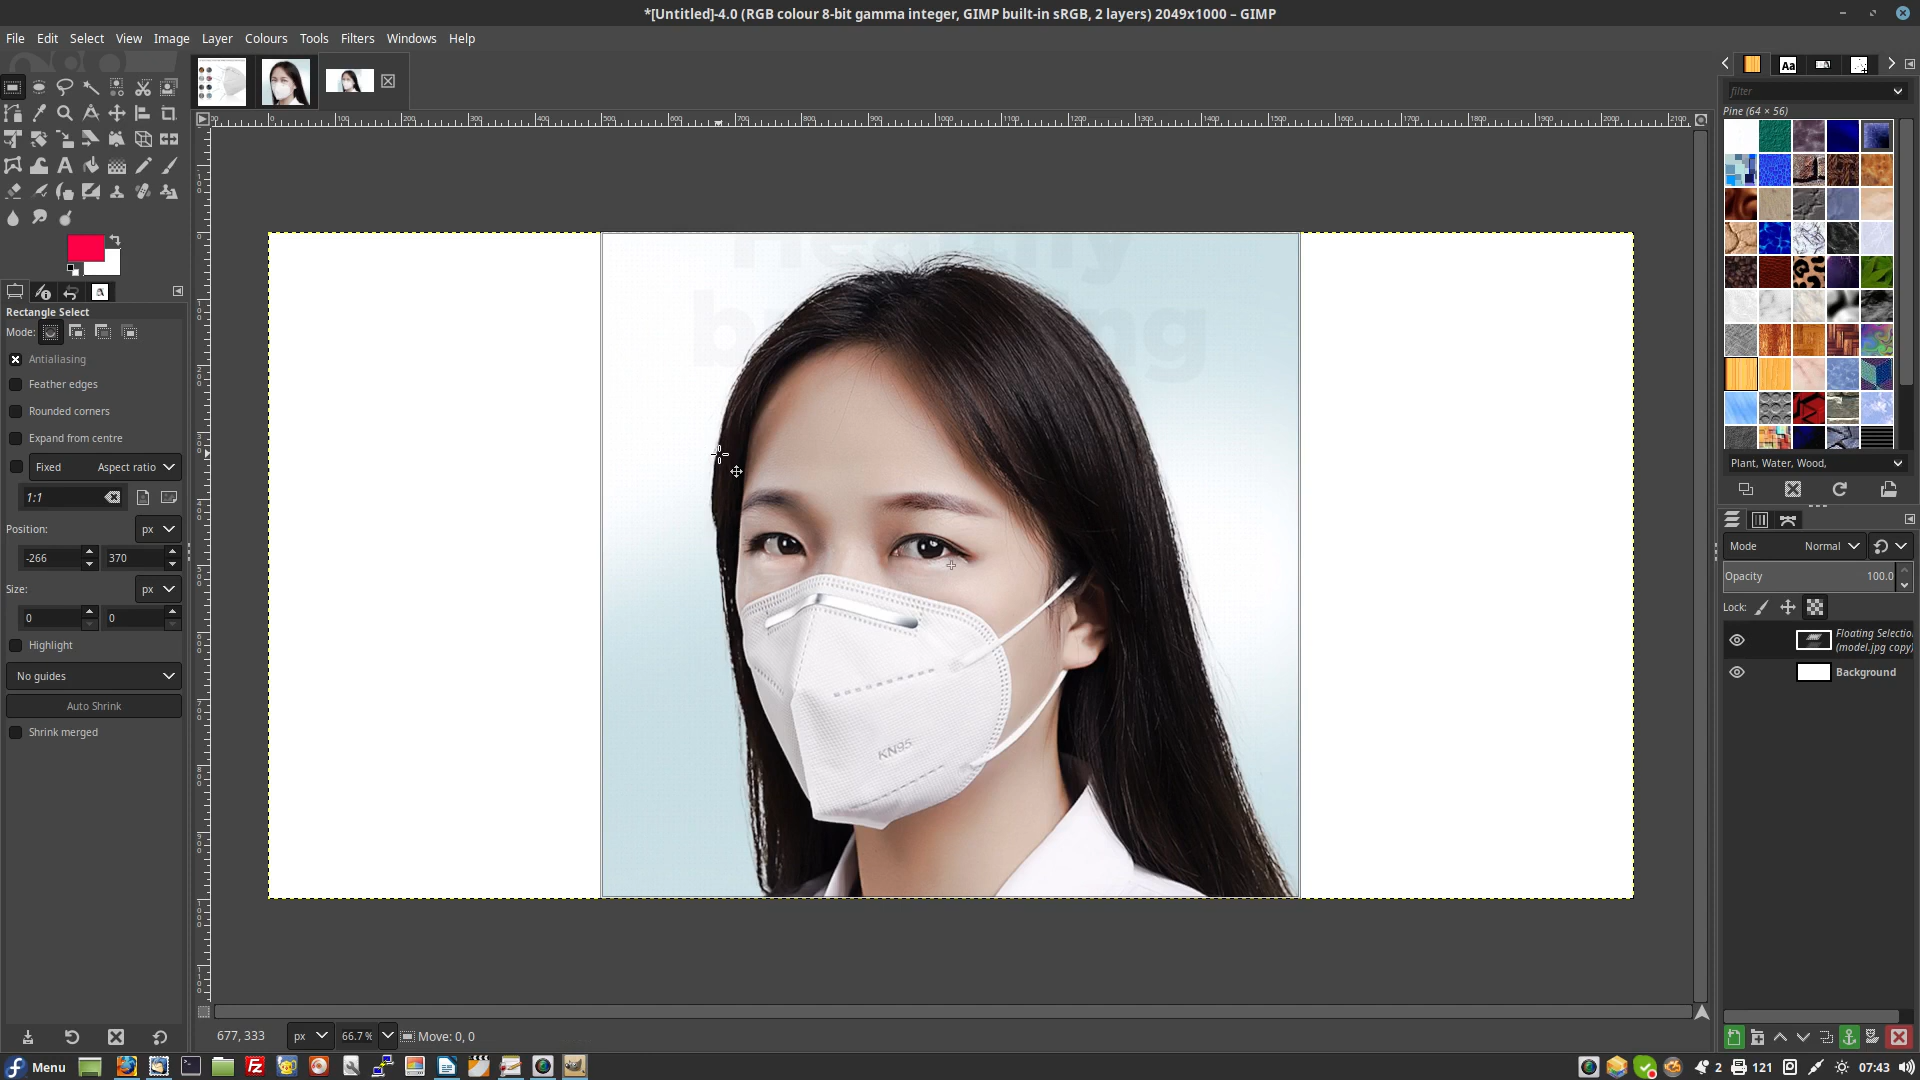 *[Untitled]-4.0 (RGB colour 8-bit gamma integer, GIMP built-in sRGB, 2 layers) 2049x1000 – GIMP
File Edit Select View Image Layer Colours Tools Filters Windows Help
filter
Pine (64 × 56)
Rectangle Select
Mode:
Antialiasing
Feather edges
Rounded corners
Expand from centre
Fixed Aspect ratio
1:1
Position: px
-266 370
Size: px
0 0
Highlight
No guides
Auto Shrink
Shrink merged
Healthy
KN95
Plant, Water, Wood,
Mode Normal
Opacity 100.0
Lock:
Floating Selectio
(model.jpg copy)
Background
677, 333 px 66.7 % Move: 0, 0
Menu 2 121 07:43